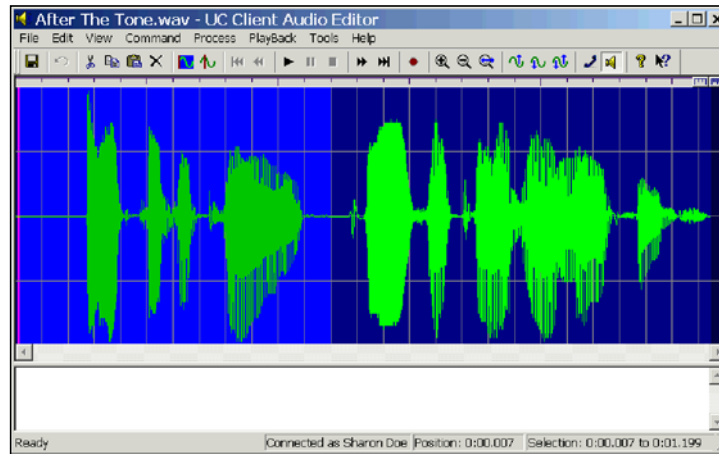 After The Tone.wav - UC Client Audio Editor
File Edit View Command Process PlayBack Tools Help
Ready Connected as Sharon Doe Position: 0:00.007 Selection: 0:00.007 to 0:01.199